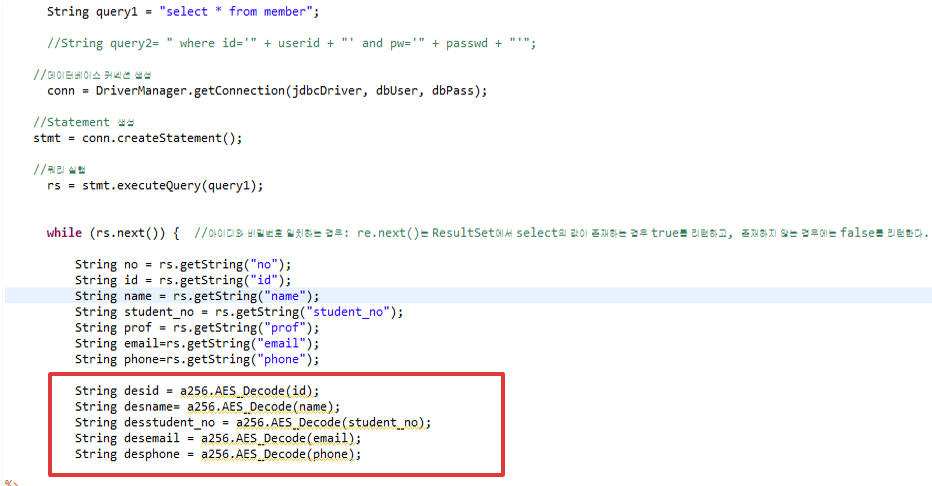 String query1 = "select * from member";
//String query2= " where id='" + userid + "' and pw='" + passwd + "'";
//데이터베이스 커넥션 생성
conn = DriverManager.getConnection(jdbcDriver, dbUser, dbPass);
//Statement 생성
stmt = conn.createStatement();
//쿼리 실행
rs = stmt.executeQuery(query1);
while (rs.next()) { //아이디와 비밀번호 일치하는 경우: re.next()는 ResultSet에서 select의 값이 존재하는 경우 true를 리턴하고, 존재하지 않는 경우에는 false를 리턴한다.
String no = rs.getString("no");
String id = rs.getString("id");
String name = rs.getString("name");
String student_no = rs.getString("student_no");
String prof = rs.getString("prof");
String email=rs.getString("email");
String phone=rs.getString("phone");
String desid = a256.AES_Decode(id);
String desname= a256.AES_Decode(name);
String desstudent_no = a256.AES_Decode(student_no);
String desemail = a256.AES_Decode(email);
String desphone = a256.AES_Decode(phone);
%>